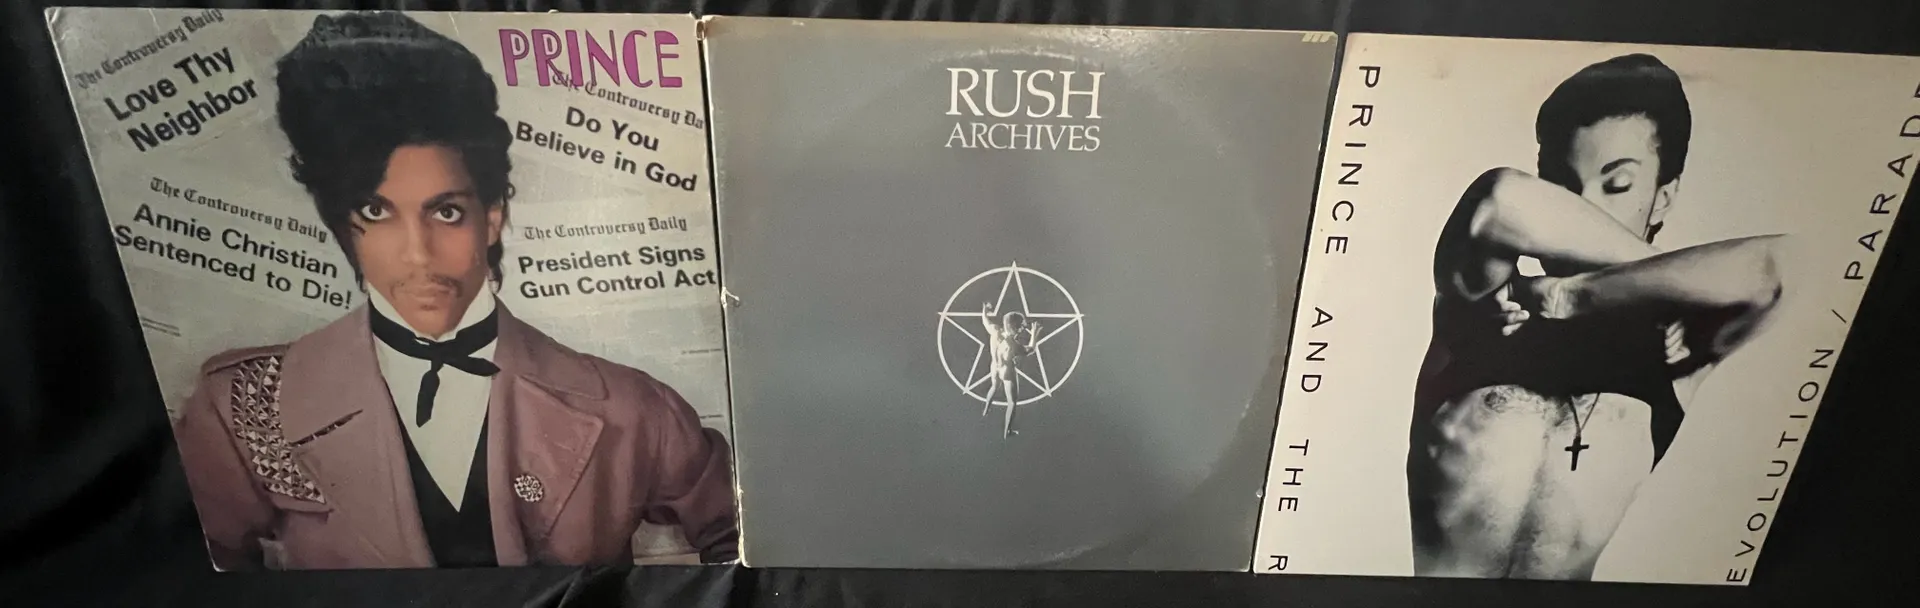 The Controversy Daily
Love Thy
Neighbor
PRINCE
The Controversy Da
Do You
Believe in God
The Controversy Daily
Annie Christian
Sentenced to Die!
The Controversy Daily
President Signs
Gun Control Act
RUSH
ARCHIVES
PRINCE AND THE R
EVOLUTION / PARADE